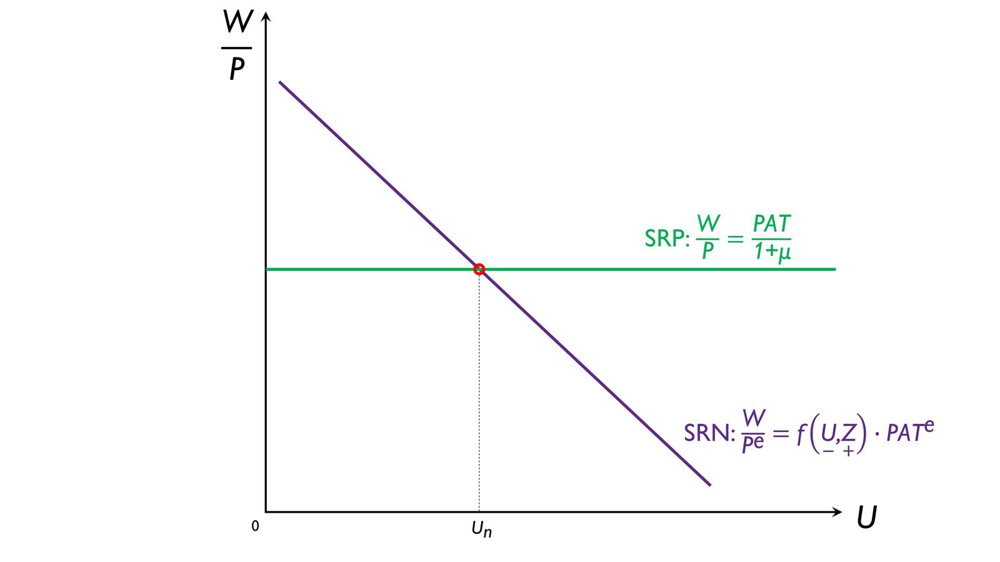 W
P
SRP: W/P = PAT/1+μ
SRN: W/Pe = f(U,Z) · PATe
− +
U
0
Un